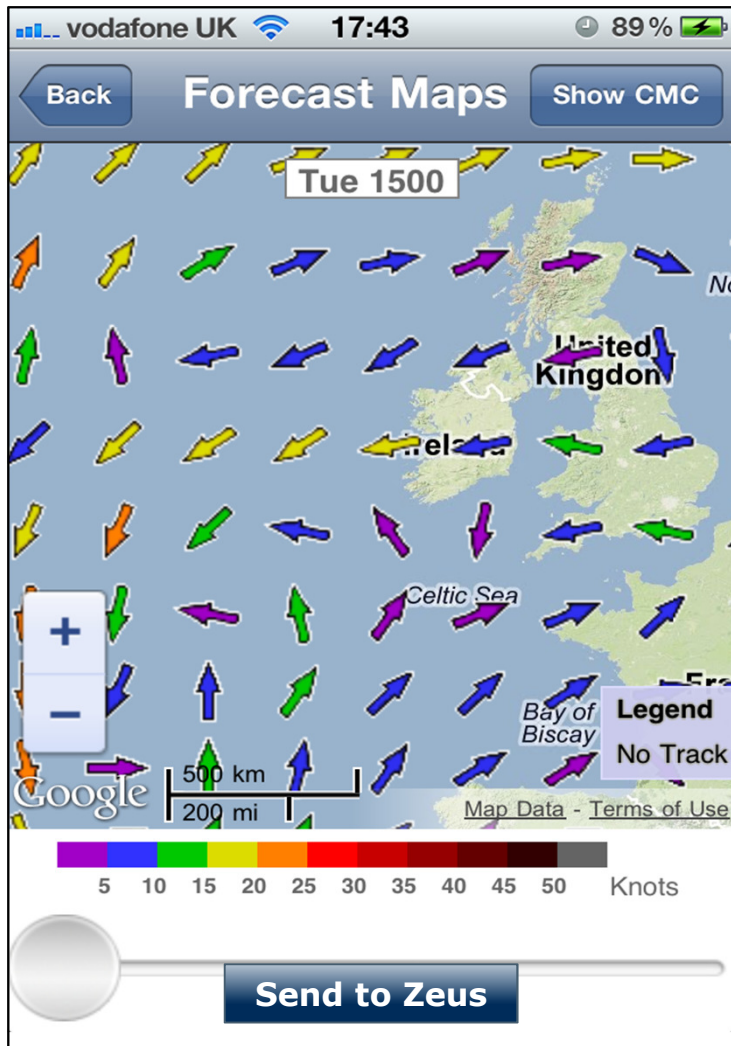 vodafone UK 17:43 89%
Back Forecast Maps Show CMC
Tue 1500
United
Kingdom
Ireland
Celtic Sea
Bay of
Biscay
Legend
No Track
500 km
Google
200 mi
Map Data - Terms of Use
5 10 15 20 25 30 35 40 45 50 Knots
Send to Zeus